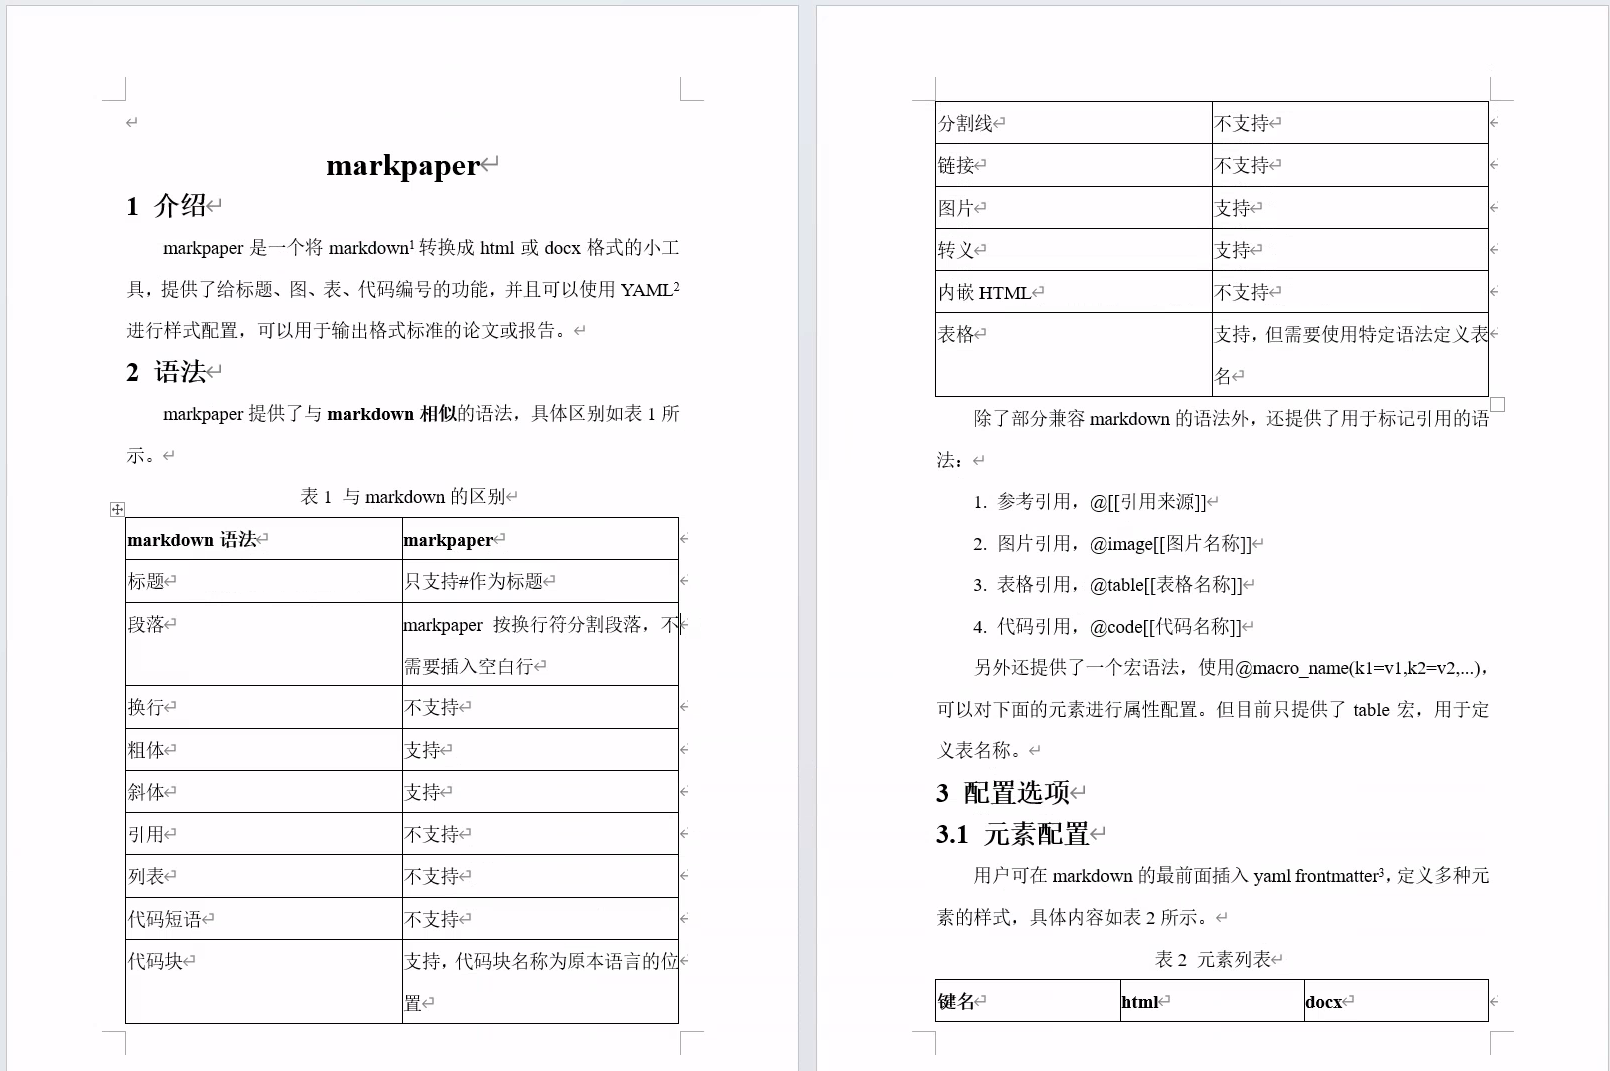 markpaper
1 介绍
markpaper 是一个将 markdown1 转换成 html 或 docx 格式的小工
具，提供了给标题、图、表、代码编号的功能，并且可以使用 YAML2
进行样式配置，可以用于输出格式标准的论文或报告。
2 语法
markpaper 提供了与 markdown 相似的语法，具体区别如表 1 所
示。
表 1 与 markdown 的区别
markdown 语法 markpaper
标题 只支持#作为标题
段落 markpaper 按换行符分割段落，不
需要插入空白行
换行 不支持
粗体 支持
斜体 支持
引用 不支持
列表 不支持
代码短语 不支持
代码块 支持，代码块名称为原本语言的位
置
分割线 不支持
链接 不支持
图片 支持
转义 支持
内嵌 HTML 不支持
表格 支持，但需要使用特定语法定义表
名
除了部分兼容 markdown 的语法外，还提供了用于标记引用的语
法：
1. 参考引用，@[[引用来源]]
2. 图片引用，@image[[图片名称]]
3. 表格引用，@table[[表格名称]]
4. 代码引用，@code[[代码名称]]
另外还提供了一个宏语法，使用@macro_name(k1=v1,k2=v2,...)，
可以对下面的元素进行属性配置。但目前只提供了 table 宏，用于定
义表名称。
3 配置选项
3.1 元素配置
用户可在 markdown 的最前面插入 yaml frontmatter3，定义多种元
素的样式，具体内容如表 2 所示。
表 2 元素列表
键名 html docx